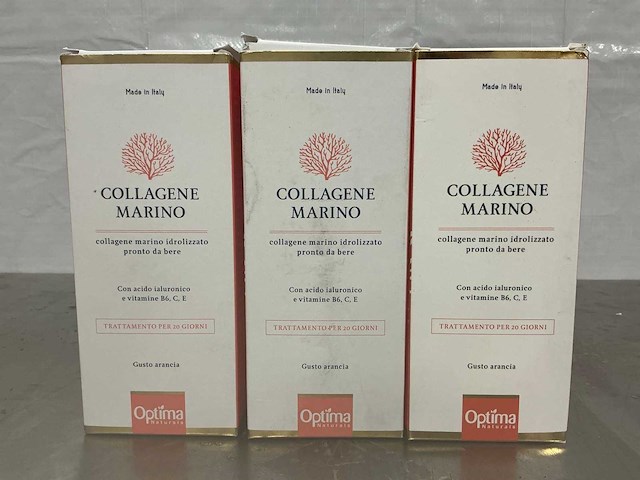 Made in Italy
COLLAGENE
MARINO
collagene marino idrolizzato
pronto da bere
Con acido ialuronico
e vitamine B6, C, E
TRATTAMENTO PER 20 GIORNI
Gusto arancia
Optima
Naturals
Made in Italy
COLLAGENE
MARINO
collagene marino idrolizzato
pronto da bere
Con acido ialuronico
e vitamine B6, C, E
TRATTAMENTO PER 20 GIORNI
Gusto arancia
Optima
Naturals
Made in Italy
COLLAGENE
MARINO
collagene marino idrolizzato
pronto da bere
Con acido ialuronico
e vitamine B6, C, E
TRATTAMENTO PER 20 GIORNI
Gusto arancia
Optima
Naturals